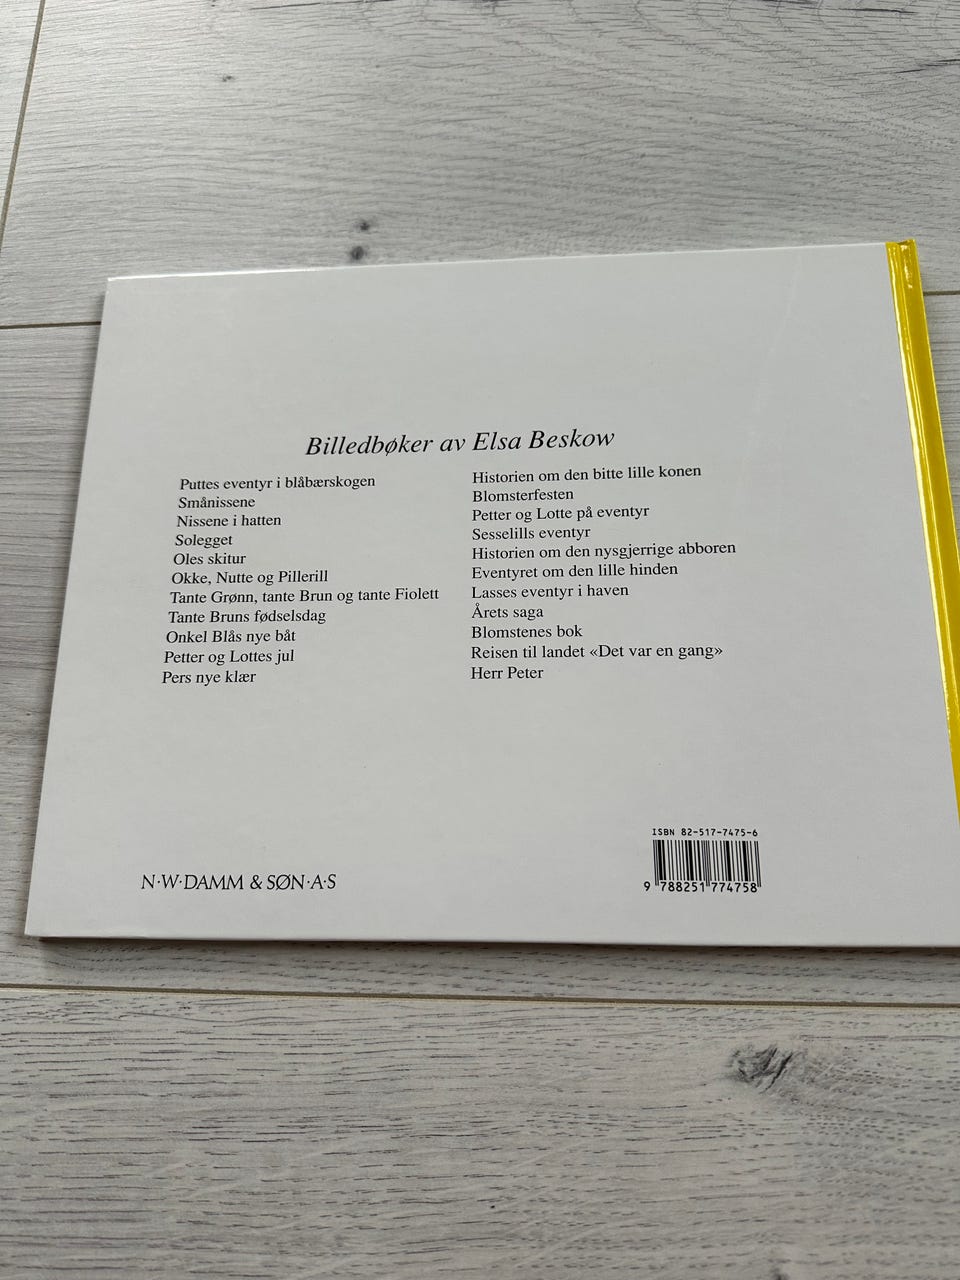 Billedbøker av Elsa Beskow
Puttes eventyr i blåbærskogen
Smånissene
Nissene i hatten
Solegget
Oles skitur
Okke, Nutte og Pillerill
Tante Grønn, tante Brun og tante Fiolett
Tante Bruns fødselsdag
Onkel Blås nye båt
Petter og Lottes jul
Pers nye klær
Historien om den bitte lille konen
Blomsterfesten
Petter og Lotte på eventyr
Sesselills eventyr
Historien om den nysgjerrige abboren
Eventyret om den lille hinden
Lasses eventyr i haven
Årets saga
Blomstenes bok
Reisen til landet «Det var en gang»
Herr Peter
N·W·DAMM & SØN·A·S
ISBN 82-517-7475-6
9 788251 774758